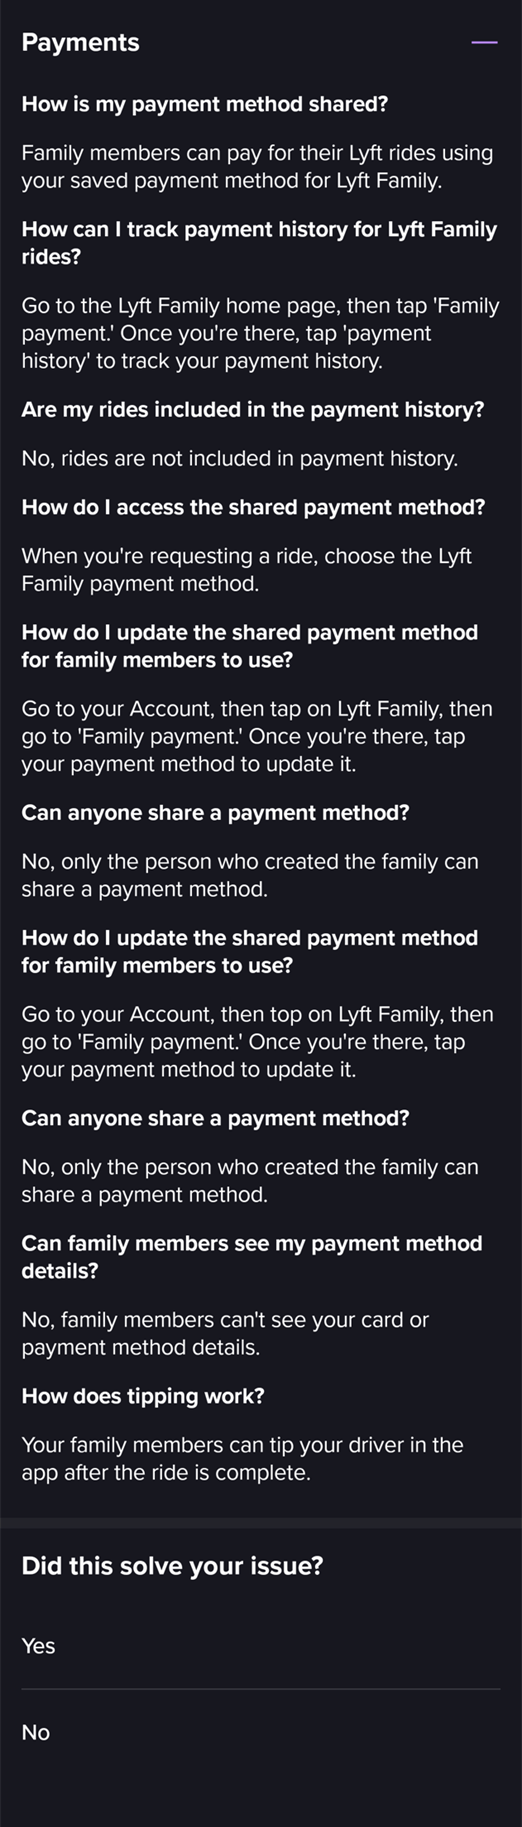 Payments
How is my payment method shared?
Family members can pay for their Lyft rides using
your saved payment method for Lyft Family.
How can I track payment history for Lyft Family
rides?
Go to the Lyft Family home page, then tap 'Family
payment.' Once you're there, tap 'payment
history' to track your payment history.
Are my rides included in the payment history?
No, rides are not included in payment history.
How do I access the shared payment method?
When you're requesting a ride, choose the Lyft
Family payment method.
How do I update the shared payment method
for family members to use?
Go to your Account, then tap on Lyft Family, then
go to 'Family payment.' Once you're there, tap
your payment method to update it.
Can anyone share a payment method?
No, only the person who created the family can
share a payment method.
How do I update the shared payment method
for family members to use?
Go to your Account, then top on Lyft Family, then
go to 'Family payment.' Once you're there, tap
your payment method to update it.
Can anyone share a payment method?
No, only the person who created the family can
share a payment method.
Can family members see my payment method
details?
No, family members can't see your card or
payment method details.
How does tipping work?
Your family members can tip your driver in the
app after the ride is complete.
Did this solve your issue?
Yes
No